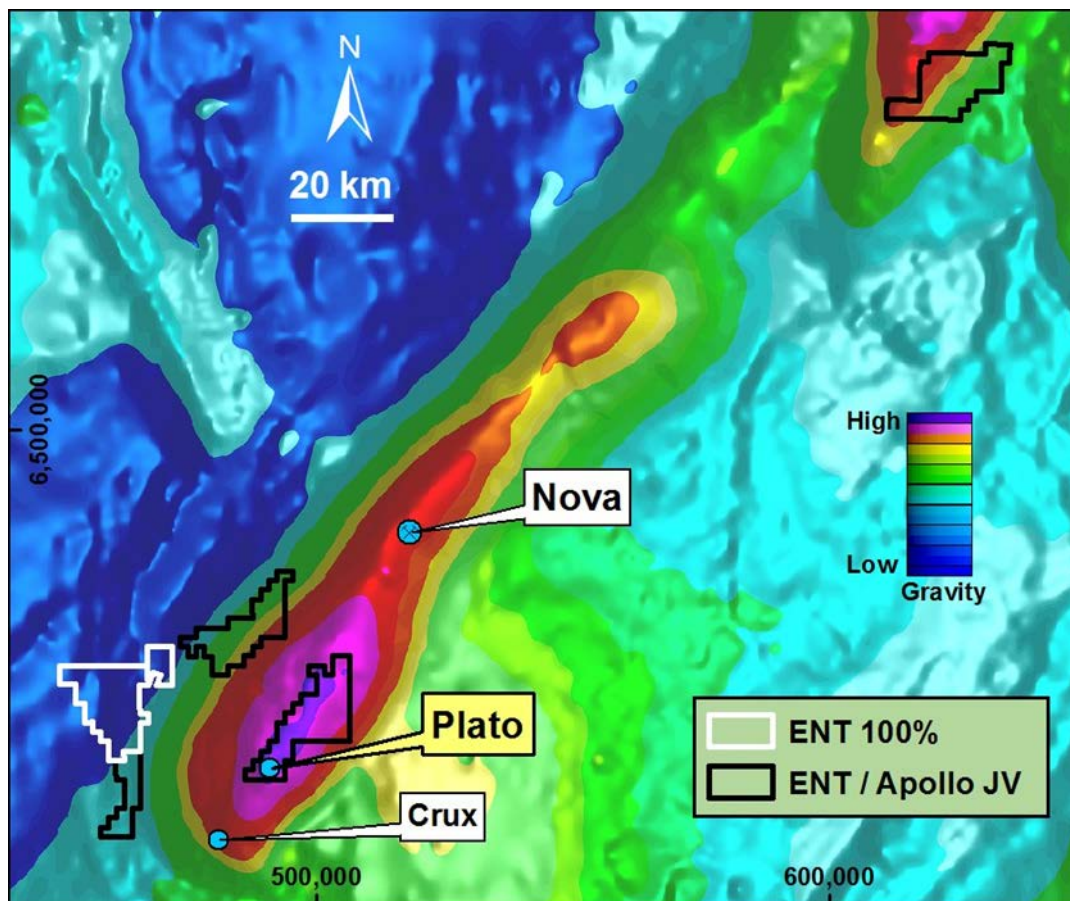 N
20 km
6,500,000
High
Low
Gravity
Nova
Plato
Crux
ENT 100%
ENT / Apollo JV
500,000
600,000